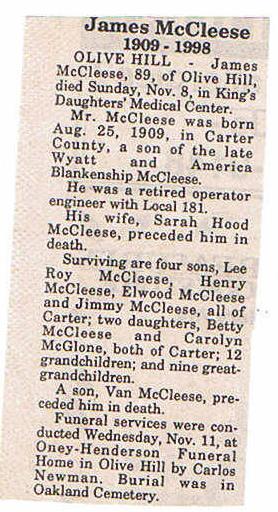 James McCleese
1909 - 1998
OLIVE HILL - James
McCleese, 89, of Olive Hill,
died Sunday, Nov. 8, in King's
Daughters' Medical Center.
Mr. McCleese was born
Aug. 25, 1909, in Carter
County, a son of the late
Wyatt and America
Blankenship McCleese.
He was a retired operator
engineer with Local 181.
His wife, Sarah Hood
McCleese, preceded him in
death.
Surviving are four sons, Lee
Roy McCleese, Henry
McCleese, Elwood McCleese
and Jimmy McCleese, all of
Carter; two daughters, Betty
McCleese and Carolyn
McGlone, both of Carter; 12
grandchildren; and nine great-
grandchildren.
A son, Van McCleese, pre-
ceded him in death.
Funeral services were con-
ducted Wednesday, Nov. 11, at
Oney-Henderson Funeral
Home in Olive Hill by Carlos
Newman. Burial was in
Oakland Cemetery.